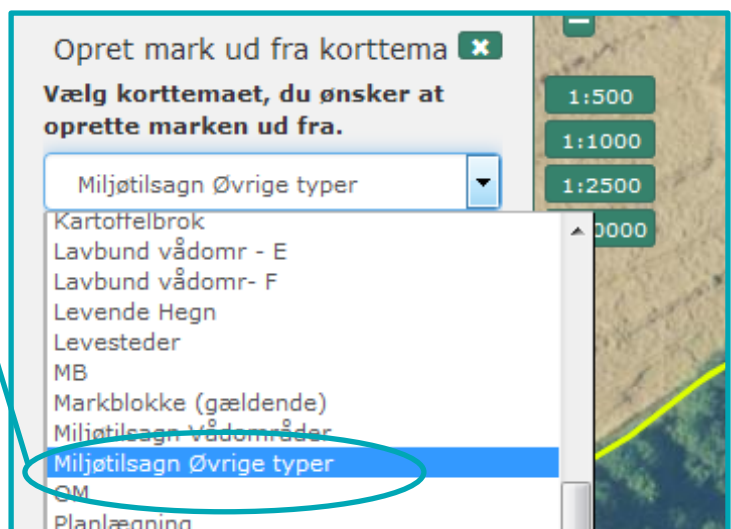 Opret mark ud fra korttema
Vælg korttemaet, du ønsker at
oprette marken ud fra.
Miljøtilsagn Øvrige typer
Kartoffelbrok
Lavbund vådomr - E
Lavbund vådomr- F
Levende Hegn
Levesteder
MB
Markblokke (gældende)
Miljøtilsagn Vådområder
Miljøtilsagn Øvrige typer
OM
Planlægning
1:500
1:1000
1:2500
0000